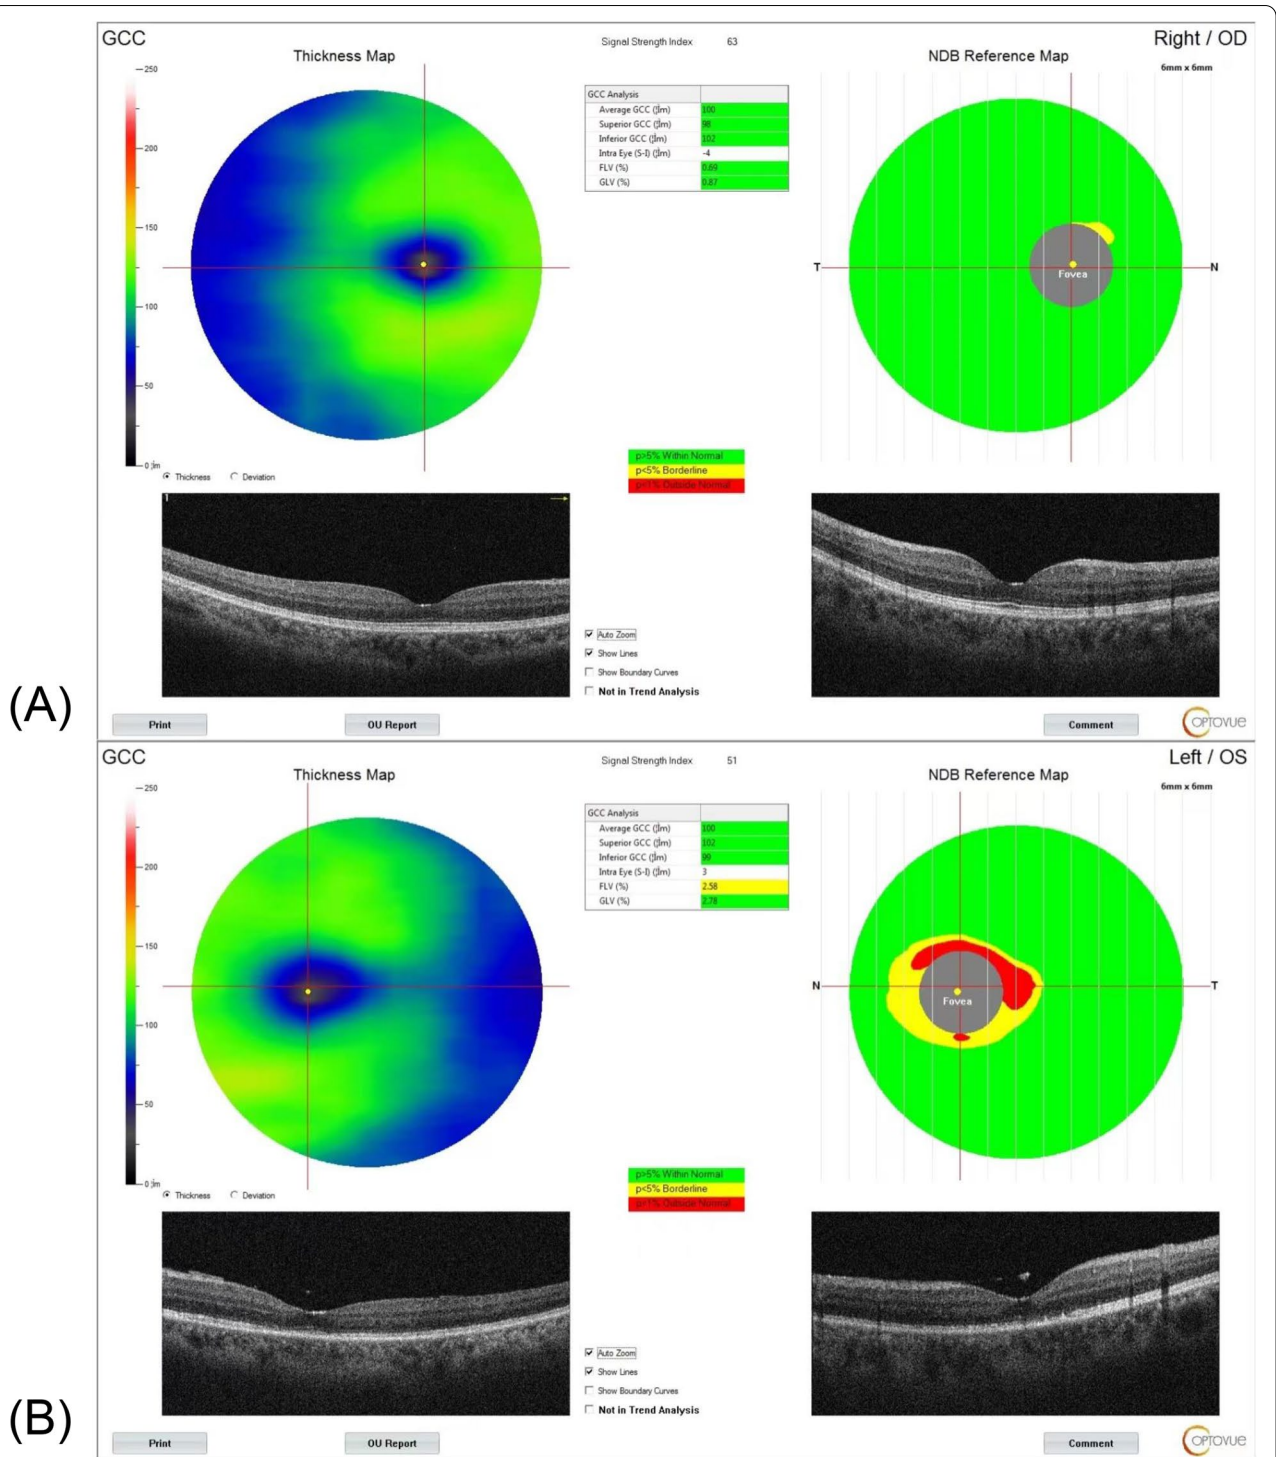 GCC
Signal Strength Index 63
Right / OD
Thickness Map
NDB Reference Map
6mm x 6mm
250
200
150
100
50
0
GCC Analysis
Average GCC (µm) 100
Superior GCC (µm) 98
Inferior GCC (µm) 102
Intra Eye (S-I) (µm) -4
FLV (%) 0.69
GLV (%) 0.87
T
Fovea
N
p>5% Within Normal
p<5% Borderline
p<1% Outside Normal
Thickness
Deviation
1
Auto Zoom
Show Lines
Show Boundary Curves
Not in Trend Analysis
(A)
Print
OU Report
Comment
OPTOVUE
GCC
Signal Strength Index 51
Left / OS
Thickness Map
NDB Reference Map
6mm x 6mm
250
200
150
100
50
0
GCC Analysis
Average GCC (µm) 100
Superior GCC (µm) 102
Inferior GCC (µm) 99
Intra Eye (S-I) (µm) 3
FLV (%) 2.58
GLV (%) 2.78
N
Fovea
T
p>5% Within Normal
p<5% Borderline
p<1% Outside Normal
Thickness
Deviation
Auto Zoom
Show Lines
Show Boundary Curves
Not in Trend Analysis
(B)
Print
OU Report
Comment
OPTOVUE